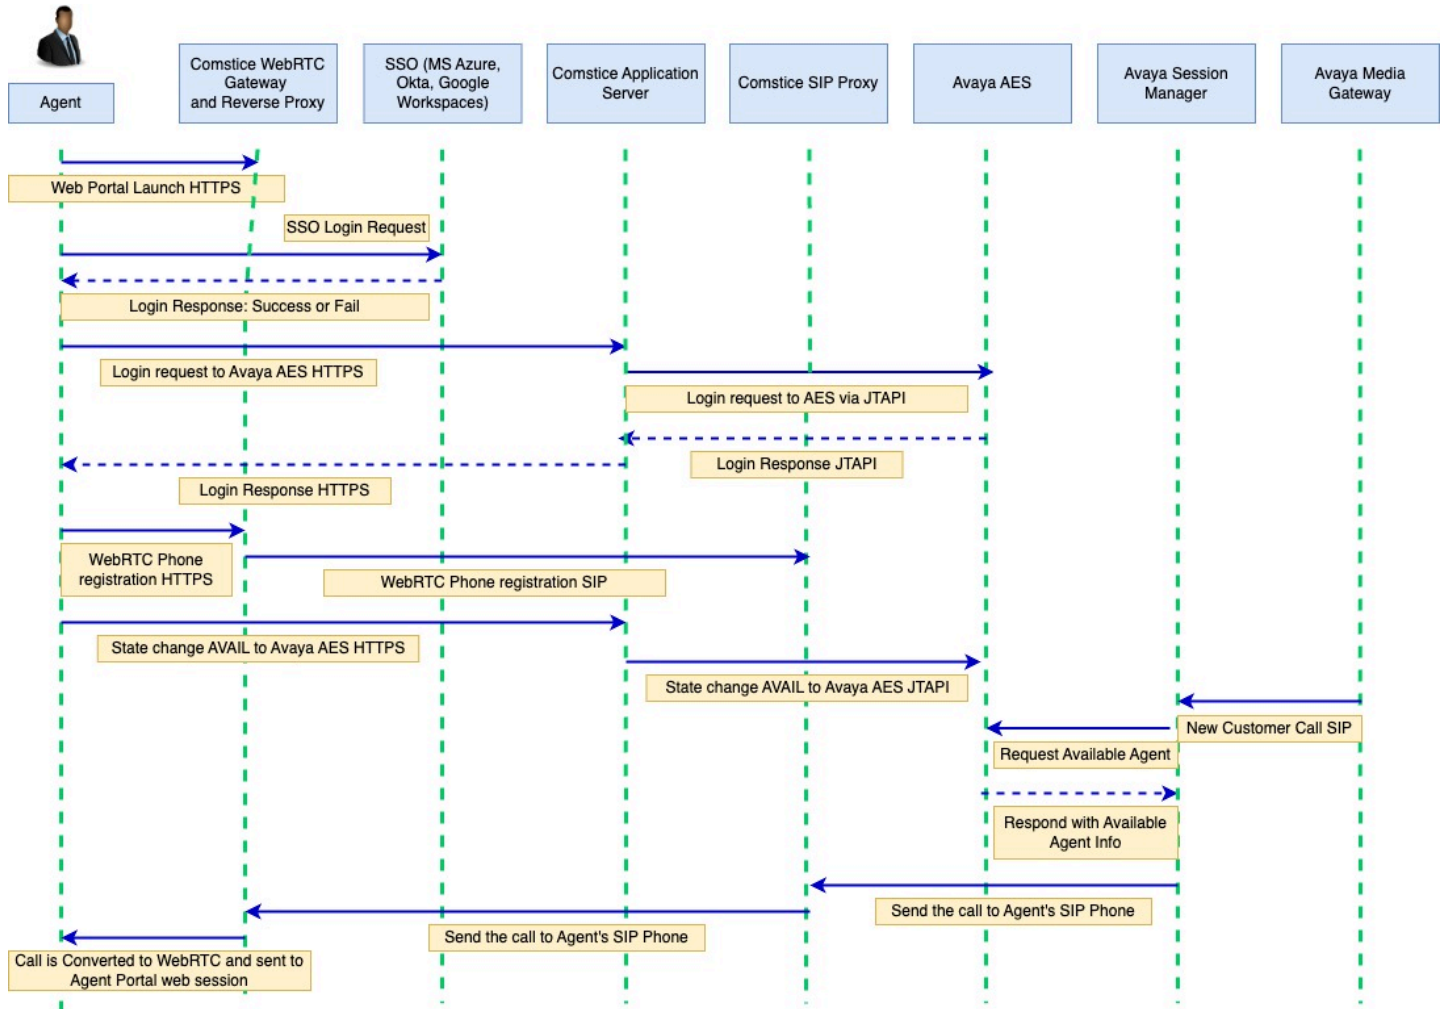 Agent
Comstice WebRTC
Gateway
and Reverse Proxy
SSO (MS Azure,
Okta, Google
Workspaces)
Comstice Application
Server
Comstice SIP Proxy
Avaya AES
Avaya Session
Manager
Avaya Media
Gateway
Web Portal Launch HTTPS
SSO Login Request
Login Response: Success or Fail
Login request to Avaya AES HTTPS
Login request to AES via JTAPI
Login Response JTAPI
Login Response HTTPS
WebRTC Phone
registration HTTPS
WebRTC Phone registration SIP
State change AVAIL to Avaya AES HTTPS
State change AVAIL to Avaya AES JTAPI
New Customer Call SIP
Request Available Agent
Respond with Available
Agent Info
Send the call to Agent's SIP Phone
Send the call to Agent's SIP Phone
Call is Converted to WebRTC and sent to
Agent Portal web session